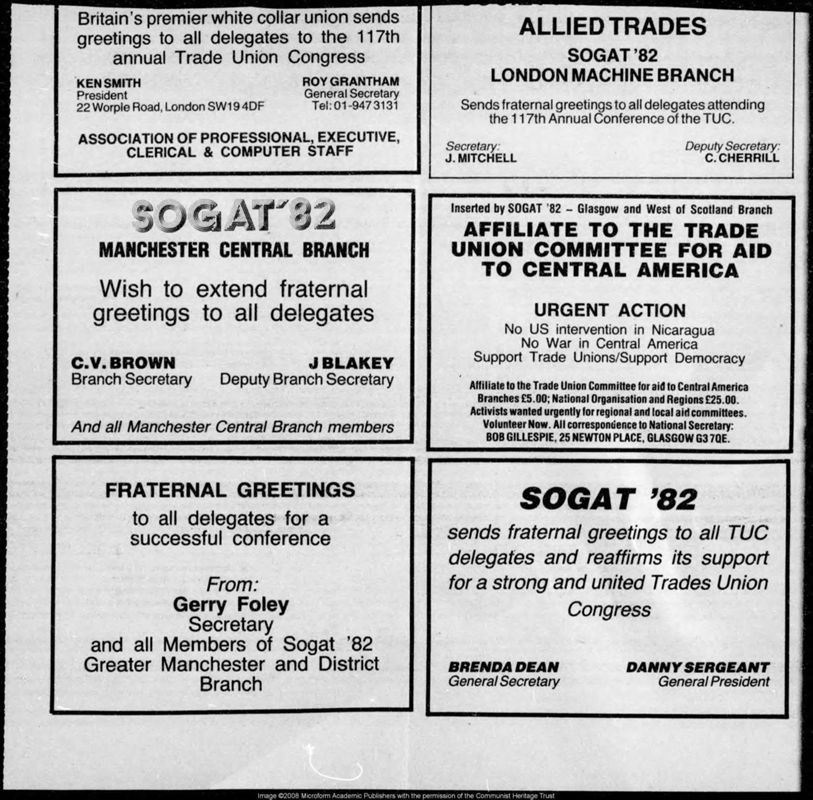 Britain's premier white collar union sends
greetings to all delegates to the 117th
annual Trade Union Congress
KEN SMITH
President
22 Worple Road, London SW19 4DF
ROY GRANTHAM
General Secretary
Tel: 01-947 3131
ASSOCIATION OF PROFESSIONAL, EXECUTIVE,
CLERICAL & COMPUTER STAFF
ALLIED TRADES
SOGAT '82
LONDON MACHINE BRANCH
Sends fraternal greetings to all delegates attending
the 117th Annual Conference of the TUC.
Secretary:
J. MITCHELL
Deputy Secretary:
C. CHERRILL
SOGAT'82
MANCHESTER CENTRAL BRANCH
Wish to extend fraternal
greetings to all delegates
C.V. BROWN
Branch Secretary
J BLAKEY
Deputy Branch Secretary
And all Manchester Central Branch members
Inserted by SOGAT '82 – Glasgow and West of Scotland Branch
AFFILIATE TO THE TRADE
UNION COMMITTEE FOR AID
TO CENTRAL AMERICA
URGENT ACTION
No US intervention in Nicaragua
No War in Central America
Support Trade Unions/Support Democracy
Affiliate to the Trade Union Committee for aid to Central America
Branches £5.00; National Organisation and Regions £25.00.
Activists wanted urgently for regional and local aid committees.
Volunteer Now. All correspondence to National Secretary:
BOB GILLESPIE, 25 NEWTON PLACE, GLASGOW G3 7QE.
FRATERNAL GREETINGS
to all delegates for a
successful conference
From:
Gerry Foley
Secretary
and all Members of Sogat '82
Greater Manchester and District
Branch
SOGAT '82
sends fraternal greetings to all TUC
delegates and reaffirms its support
for a strong and united Trades Union
Congress
BRENDA DEAN
General Secretary
DANNY SERGEANT
General President
Image ©2008 Microform Academic Publishers with the permission of the Communist Heritage Trust